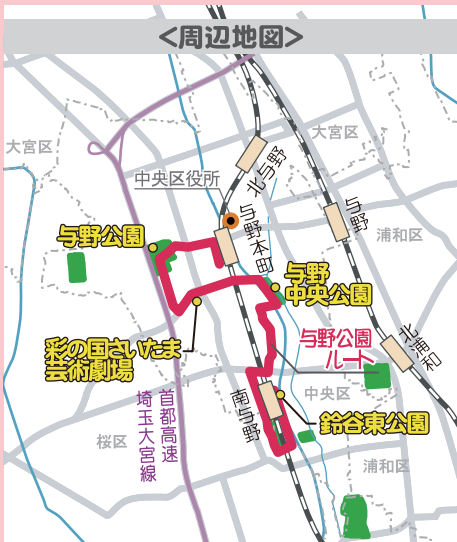 <周辺地図>
大宮区
大宮区
中央区役所
北与野
与野本町
与野
浦和区
与野公園
与野
中央公園
彩の国さいたま
芸術劇場
与野公園
ルート
北浦和
首都高速
埼玉大宮線
南与野
中央区
鈴谷東公園
桜区
浦和区